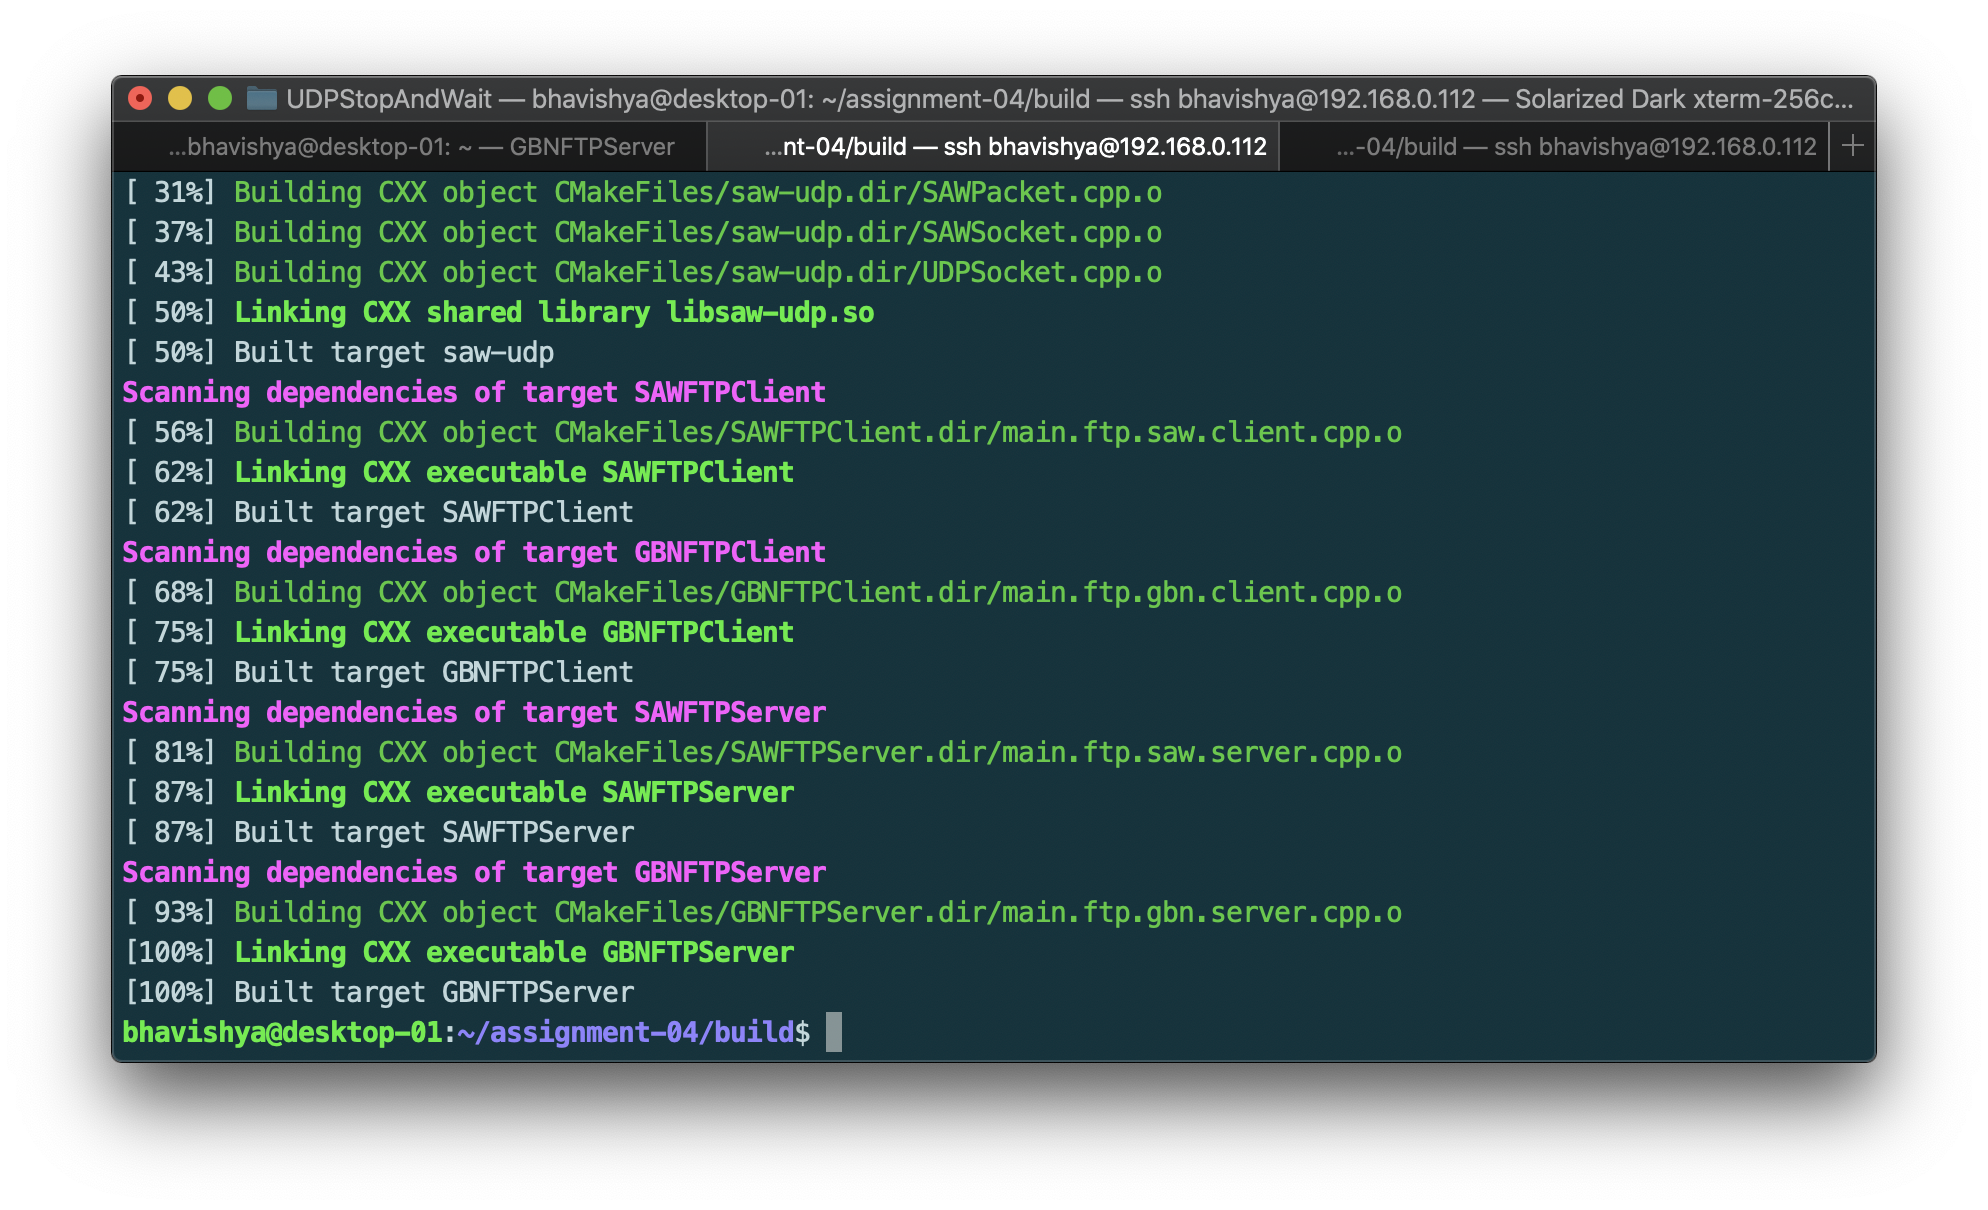 UDPStopAndWait — bhavishya@desktop-01: ~/assignment-04/build — ssh bhavishya@192.168.0.112 — Solarized Dark xterm-256c...
...bhavishya@desktop-01: ~ — GBNFTPServer
...nt-04/build — ssh bhavishya@192.168.0.112
...-04/build — ssh bhavishya@192.168.0.112
+
[ 31%] Building CXX object CMakeFiles/saw-udp.dir/SAWPacket.cpp.o
[ 37%] Building CXX object CMakeFiles/saw-udp.dir/SAWSocket.cpp.o
[ 43%] Building CXX object CMakeFiles/saw-udp.dir/UDPSocket.cpp.o
[ 50%] Linking CXX shared library libsaw-udp.so
[ 50%] Built target saw-udp
Scanning dependencies of target SAWFTPClient
[ 56%] Building CXX object CMakeFiles/SAWFTPClient.dir/main.ftp.saw.client.cpp.o
[ 62%] Linking CXX executable SAWFTPClient
[ 62%] Built target SAWFTPClient
Scanning dependencies of target GBNFTPClient
[ 68%] Building CXX object CMakeFiles/GBNFTPClient.dir/main.ftp.gbn.client.cpp.o
[ 75%] Linking CXX executable GBNFTPClient
[ 75%] Built target GBNFTPClient
Scanning dependencies of target SAWFTPServer
[ 81%] Building CXX object CMakeFiles/SAWFTPServer.dir/main.ftp.saw.server.cpp.o
[ 87%] Linking CXX executable SAWFTPServer
[ 87%] Built target SAWFTPServer
Scanning dependencies of target GBNFTPServer
[ 93%] Building CXX object CMakeFiles/GBNFTPServer.dir/main.ftp.gbn.server.cpp.o
[100%] Linking CXX executable GBNFTPServer
[100%] Built target GBNFTPServer
bhavishya@desktop-01:~/assignment-04/build$